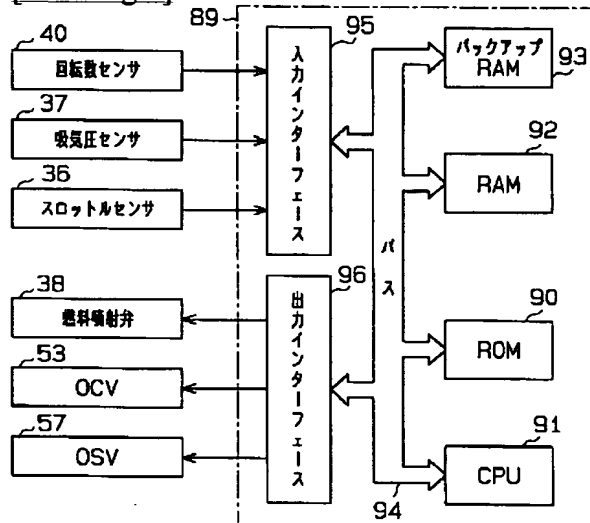 89
40
回転数センサ
37
吸気圧センサ
36
スロットルセンサ
95
入力インターフェース
38
燃料噴射弁
53
OCV
57
OSV
96
出力インターフェース
バス
94
バックアップ
RAM
93
92
RAM
90
ROM
91
CPU